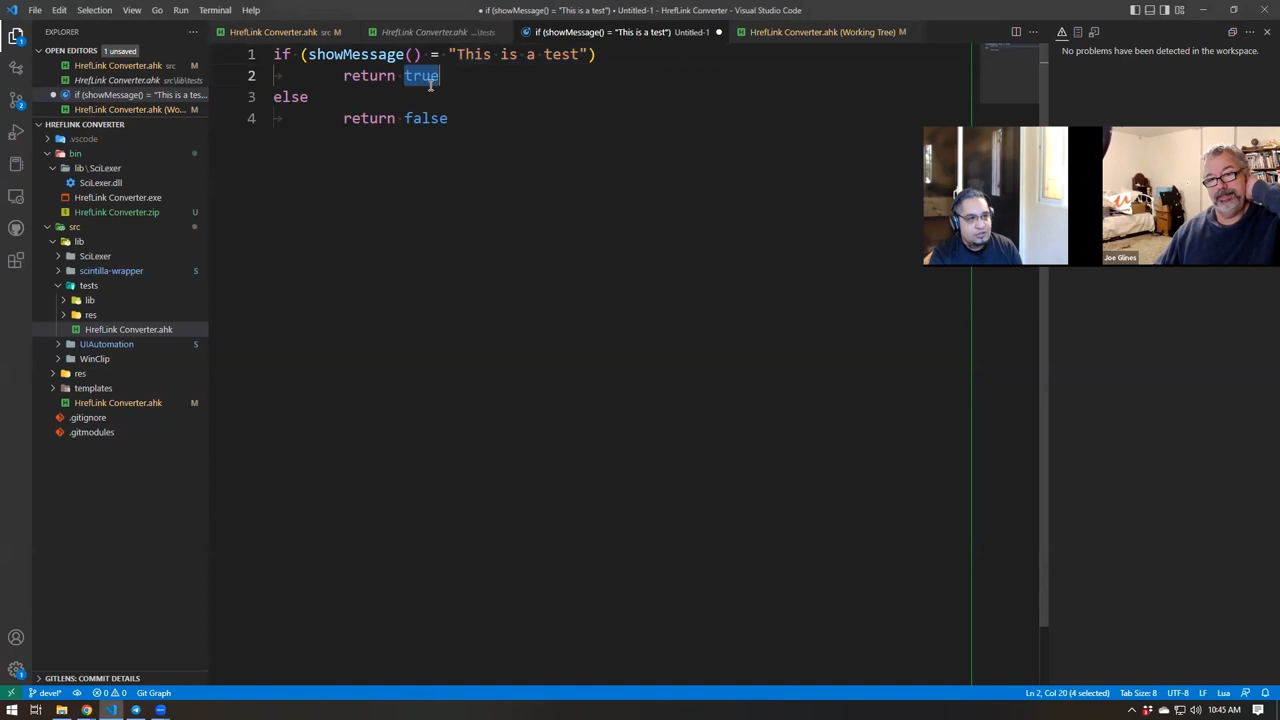 File Edit Selection View Go Run Terminal Help
● if (showMessage() = "This is a test") • Untitled-1 - HrefLink Converter - Visual Studio Code
EXPLORER
OPEN EDITORS 1 unsaved
HrefLink Converter.ahk src M
HrefLink Converter.ahk src\lib\tests
if (showMessage() = "This is a tes...
HrefLink Converter.ahk (Wo... M
HREFLINK CONVERTER
.vscode
bin
lib\SciLexer
SciLexer.dll
HrefLink Converter.exe
HrefLink Converter.zip U
src
lib
SciLexer
scintilla-wrapper S
tests
lib
res
HrefLink Converter.ahk
UIAutomation S
WinClip
res
templates
HrefLink Converter.ahk M
.gitignore
.gitmodules
GITLENS: COMMIT DETAILS
HrefLink Converter.ahk src M
HrefLink Converter.ahk ...\tests
if (showMessage() = "This is a test") Untitled-1
HrefLink Converter.ahk (Working Tree) M
1 if (showMessage() = "This is a test")
2 return true
3 else
4 return false
No problems have been detected in the workspace.
Joe Glines
devel* 0 0 Git Graph
Ln 2, Col 20 (4 selected) Tab Size: 8 UTF-8 LF Lua
10:45 AM